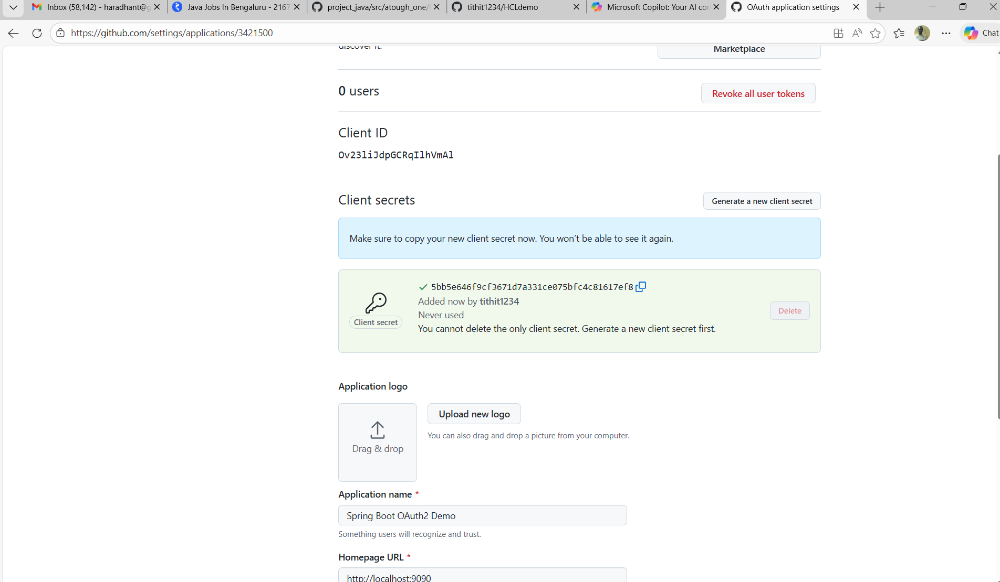 Inbox (58,142) - haradhant@g
Java Jobs In Bengaluru - 2167
project_java/src/atough_one/
tithit1234/HCLdemo
Microsoft Copilot: Your AI con
OAuth application settings
https://github.com/settings/applications/3421500
Chat
discover it.
Marketplace
0 users
Revoke all user tokens
Client ID
Ov23liJdpGCRqIlhVmAl
Client secrets
Generate a new client secret
Make sure to copy your new client secret now. You won’t be able to see it again.
5bb5e646f9cf3671d7a331ce075bfc4c81617ef8
Added now by tithit1234
Never used
Delete
Client secret
You cannot delete the only client secret. Generate a new client secret first.
Application logo
Upload new logo
You can also drag and drop a picture from your computer.
Drag & drop
Application name *
Spring Boot OAuth2 Demo
Something users will recognize and trust.
Homepage URL *
http://localhost:9090